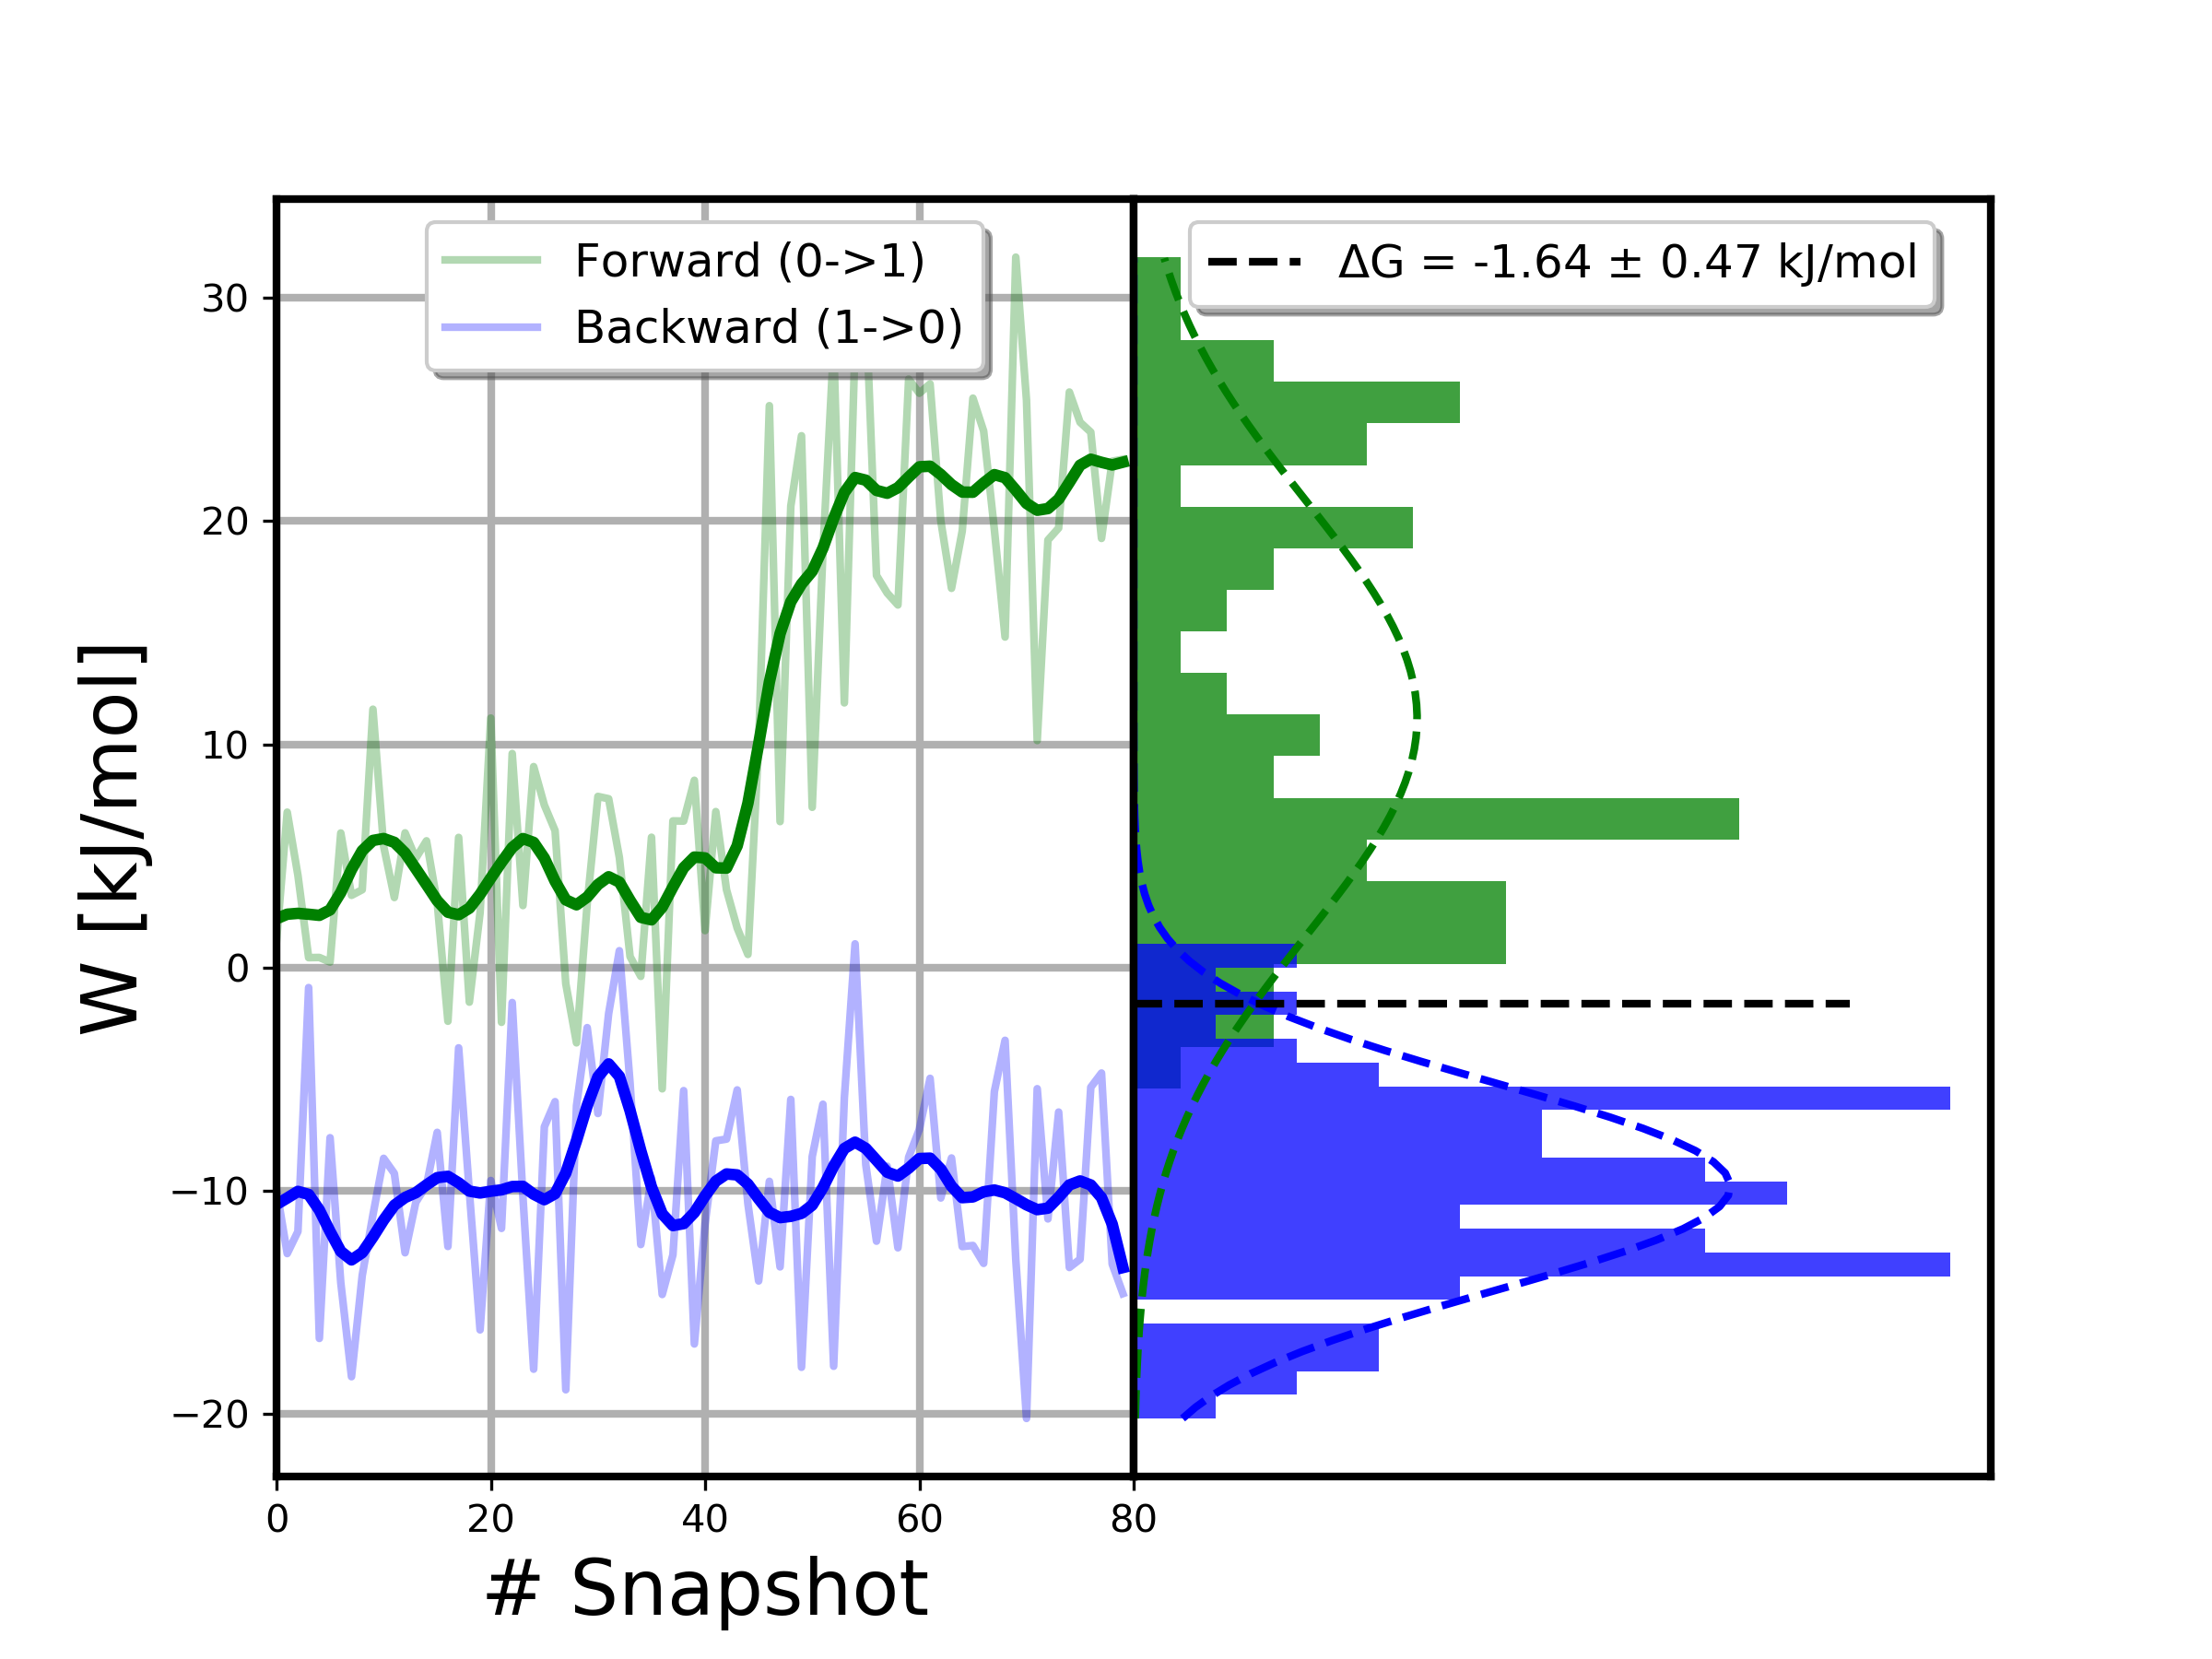 Forward (0->1)
Backward (1->0)
ΔG = -1.64 ± 0.47 kJ/mol
W [kJ/mol]
30
20
10
0
−10
−20
0 20 40 60 80
# Snapshot